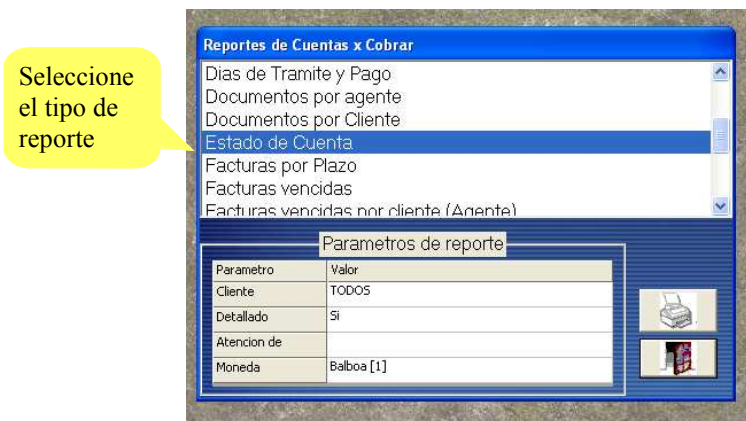 Seleccione
el tipo de
reporte
Reportes de Cuentas x Cobrar
Dias de Tramite y Pago
Documentos por agente
Documentos por Cliente
Estado de Cuenta
Facturas por Plazo
Facturas vencidas
Facturas vencidas por cliente (Agente)
Parametros de reporte
Parametro Valor
Cliente TODOS
Detallado Si
Atencion de
Moneda Balboa [1]